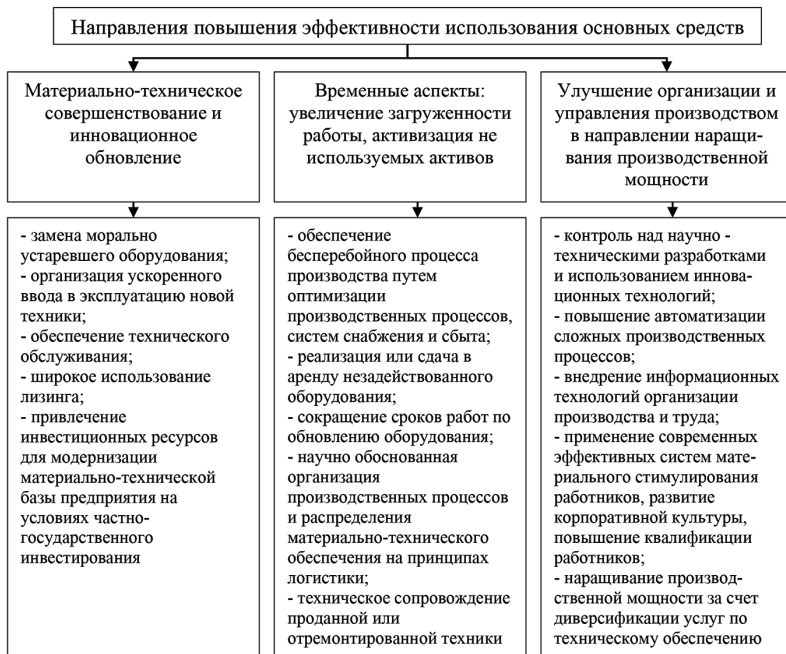 Направления повышения эффективности использования основных средств
Материально-техническое
совершенствование и
инновационное
обновление
Временные аспекты:
увеличение загруженности
работы, активизация не
используемых активов
Улучшение организации и
управления производством
в направлении наращи-
вания производственной
мощности
- замена морально
устаревшего оборудования;
- организация ускоренного
ввода в эксплуатацию новой
техники;
- обеспечение технического
обслуживания;
- широкое использование
лизинга;
- привлечение
инвестиционных ресурсов
для модернизации
материально-технической
базы предприятия на
условиях частно-
государственного
инвестирования
- обеспечение
бесперебойного процесса
производства путем
оптимизации
производственных процессов,
систем снабжения и сбыта;
- реализация или сдача в
аренду незадействованного
оборудования;
- сокращение сроков работ по
обновлению оборудования;
- научно обоснованная
организация
производственных процессов
и распределения
материально-технического
обеспечения на принципах
логистики;
- техническое сопровождение
проданной или
отремонтированной техники
- контроль над научно -
техническими разработками
и использованием иннова-
ционных технологий;
- повышение автоматизации
сложных производственных
процессов;
- внедрение информационных
технологий организации
производства и труда;
- применение современных
эффективных систем мате-
риального стимулирования
работников, развитие
корпоративной культуры,
повышение квалификации
работников;
- наращивание производ-
ственной мощности за счет
диверсификации услуг по
техническому обеспечению